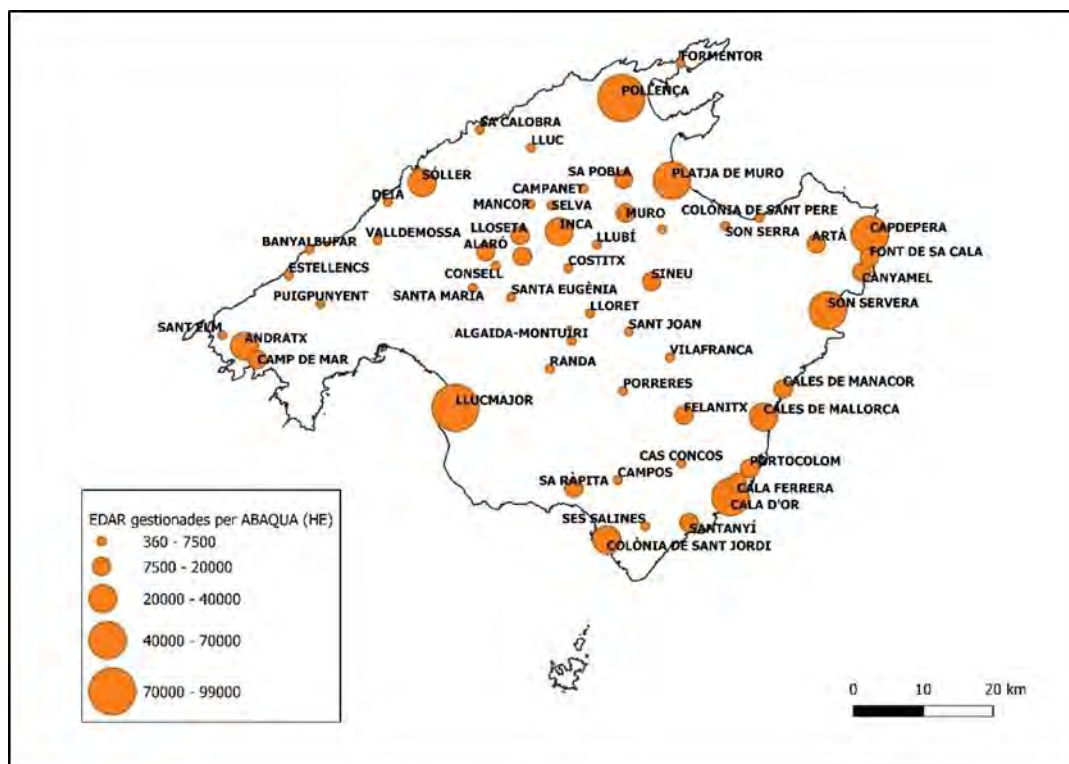 FORMENTOR
POLLENÇA
SA CALOBRA
LLUC
SÓLLER
SA POBLA
PLATJA DE MURO
CAMPANET
DEIÀ
MANCOR
SELVA
MURO
COLÒNIA DE SANT PERE
SON SERRA
CAPDEPERA
INCA
LLOSETA
VALLDEMOSSA
ARTÀ
LLUBÍ
BANYALBUFAR
ALARÓ
FONT DE SA CALA
COSTITX
CONSELL
SINEU
CANYAMEL
ESTELLENCS
SANTA EUGÈNIA
SANTA MARIA
PUIGPUNYENT
SON SERVERA
LLORET
SANT ELM
ANDRATX
ALGAIDA-MONTUÏRI
SANT JOAN
CAMP DE MAR
VILAFRANCA
RANDA
PORRERES
CALES DE MANACOR
LLUCMAJOR
FELANITX
CALES DE MALLORCA
CAS CONCOS
PORTOCOLOM
CAMPOS
SA RÀPITA
CALA FERRERA
CALA D'OR
SES SALINES
SANTANYÍ
COLÒNIA DE SANT JORDI
EDAR gestionades per ABAQUA (HE)
360 - 7500
7500 - 20000
20000 - 40000
40000 - 70000
70000 - 99000
0 10 20 km